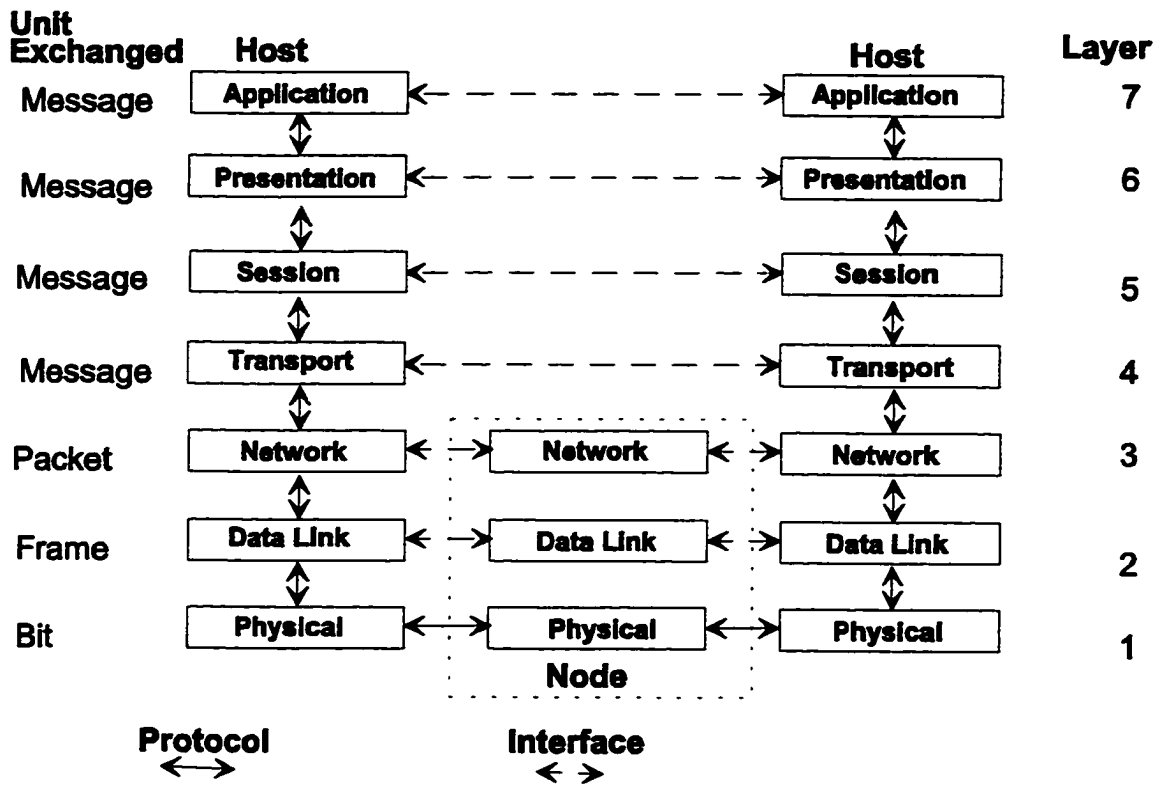 Unit
Exchanged Host Host Layer
Message Application Application 7
Message Presentation Presentation 6
Message Session Session 5
Message Transport Transport 4
Packet Network Network Network 3
Frame Data Link Data Link Data Link 2
Bit Physical Physical Physical 1
Node
Protocol Interface